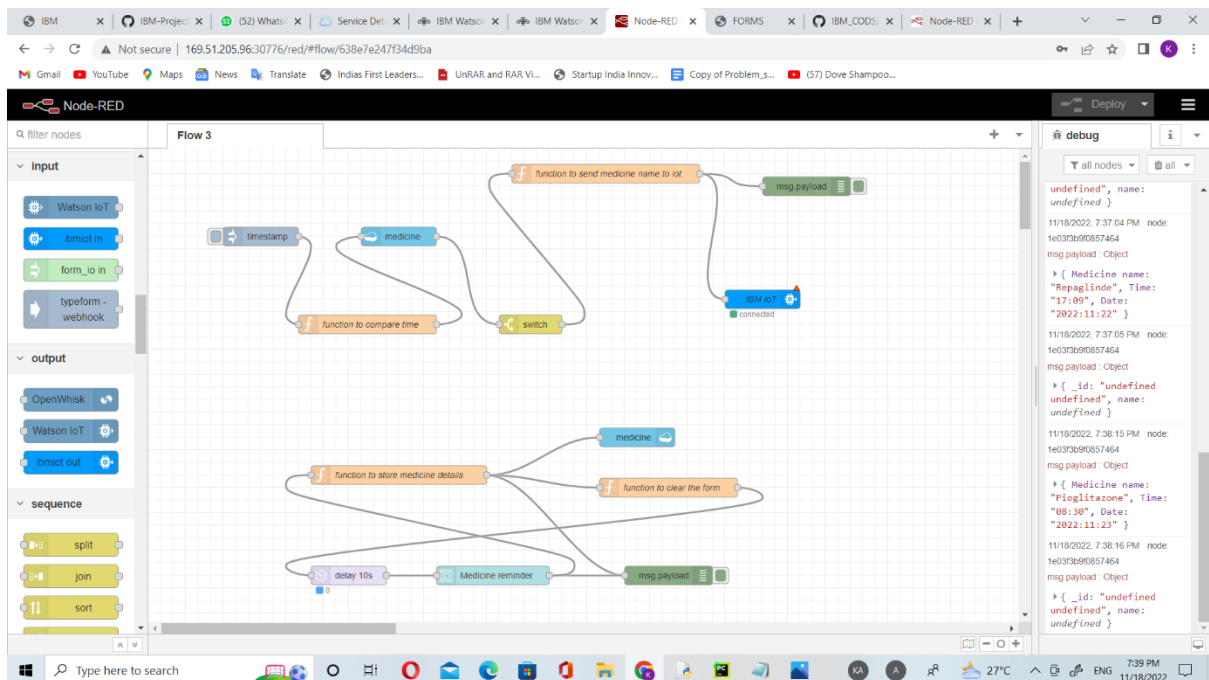 IBM
IBM-Project
(52) WhatsA
Service Det
IBM Watson
IBM Watson
Node-RED
FORMS
IBM_CODS,
Node-RED
Not secure | 169.51.205.96:30776/red/#flow/638e7e247f34d9ba
K
Gmail
YouTube
Maps
News
Translate
Indias First Leaders...
UnRAR and RAR Vi...
Startup India Innov...
Copy of Problem_s...
(57) Dove Shampoo...
Node-RED
Deploy
filter nodes
Flow 3
debug
i
all nodes
all
input
Watson IoT
ibmiot in
form_io in
typeform -
webhook
output
OpenWhisk
Watson IoT
ibmiot out
sequence
split
join
sort
function to send medicine name to iot
msg.payload
timestamp
medicine
IBM IoT
connected
function to compare time
switch
medicine
function to store medicine details
function to clear the form
delay 10s
0
Medicine reminder
msg.payload
undefined", name:
undefined }
11/18/2022, 7:37:04 PM node:
1e03f3b9f0857464
msg.payload : Object
{ Medicine name:
"Repaglinde", Time:
"17:09", Date:
"2022:11:22" }
11/18/2022, 7:37:05 PM node:
1e03f3b9f0857464
msg.payload : Object
{ _id: "undefined
undefined", name:
undefined }
11/18/2022, 7:38:15 PM node:
1e03f3b9f0857464
msg.payload : Object
{ Medicine name:
"Pioglitazone", Time:
"08:30", Date:
"2022:11:23" }
11/18/2022, 7:38:16 PM node:
1e03f3b9f0857464
msg.payload : Object
{ _id: "undefined
undefined", name:
undefined }
Type here to search
KA
A
27°C
ENG
7:39 PM
11/18/2022